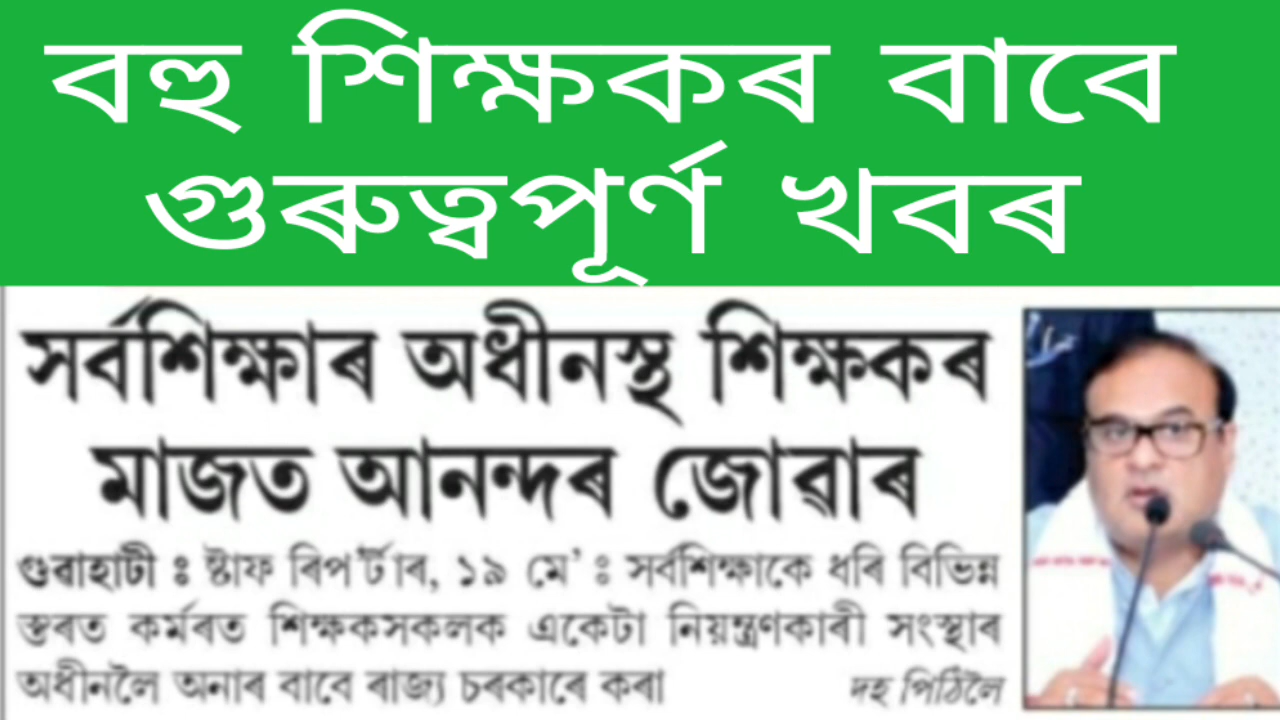 বহু শিক্ষকৰ বাবে
গুৰুত্বপূৰ্ণ খবৰ
সৰ্বশিক্ষাৰ অধীনস্থ শিক্ষকৰ
মাজত আনন্দৰ জোৱাৰ
গুৱাহাটী ঃ ষ্টাফ ৰিপ'ৰ্টাৰ, ১৯ মে' ঃ সৰ্বশিক্ষাকে ধৰি বিভিন্ন
স্তৰত কৰ্মৰত শিক্ষকসকলক একেটা নিয়ন্ত্ৰণকাৰী সংস্থাৰ
অধীনলৈ অনাৰ বাবে ৰাজ্য চৰকাৰে কৰা দহ পিঠিলৈ